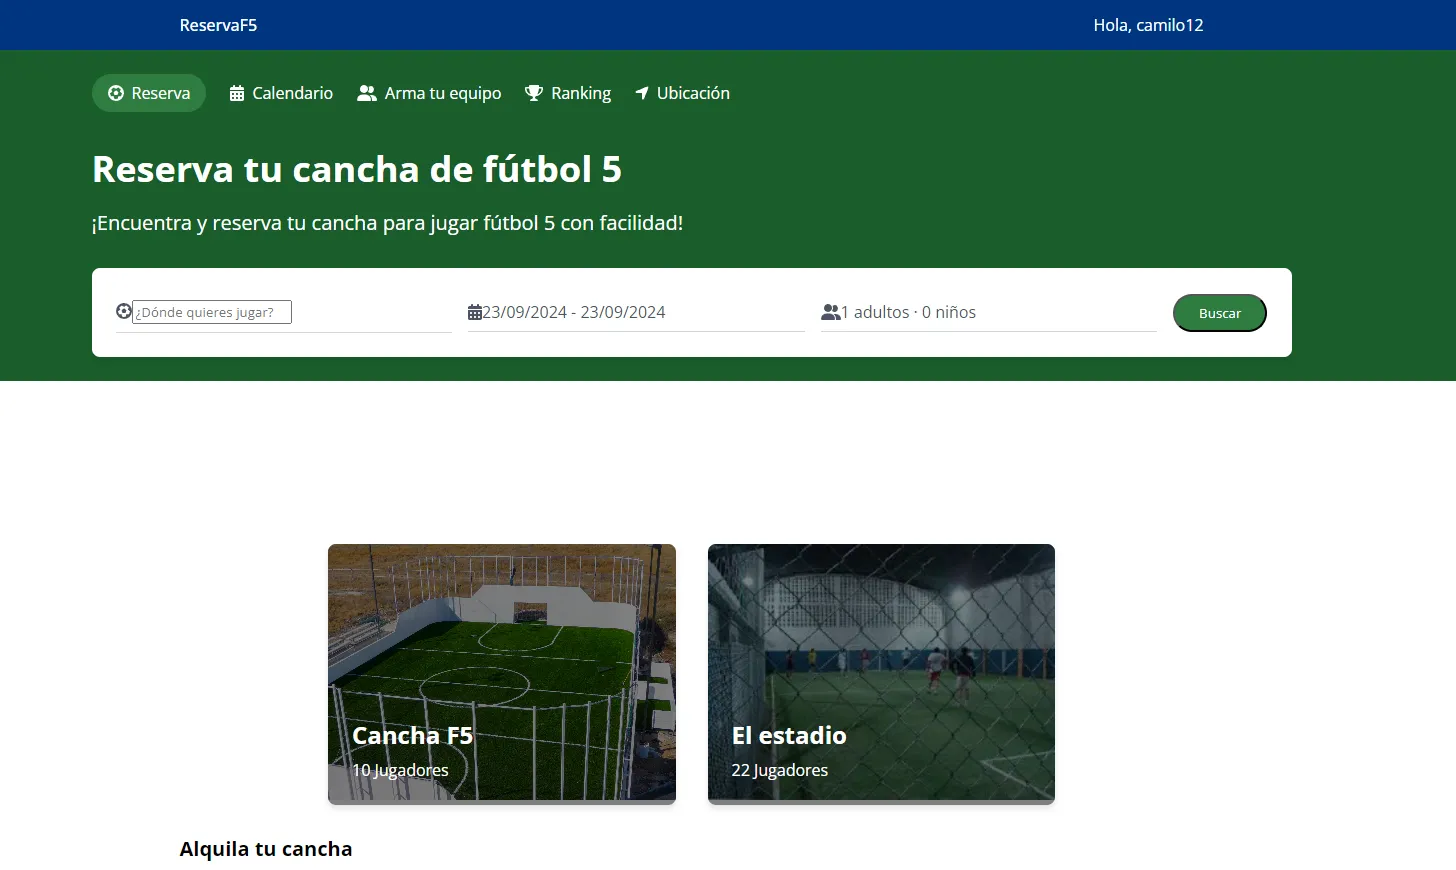 ReservaF5
Hola, camilo12
Reserva
Calendario
Arma tu equipo
Ranking
Ubicación
Reserva tu cancha de fútbol 5
¡Encuentra y reserva tu cancha para jugar fútbol 5 con facilidad!
¿Dónde quieres jugar?
23/09/2024 - 23/09/2024
1 adultos · 0 niños
Buscar
Cancha F5
10 Jugadores
El estadio
22 Jugadores
Alquila tu cancha